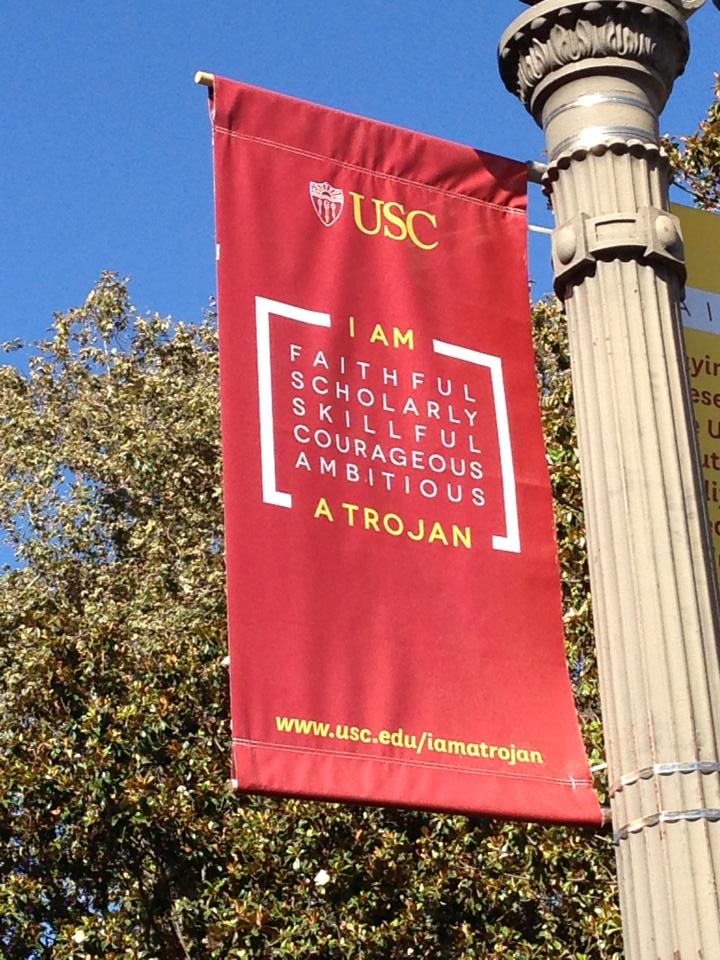 USC
I AM
FAITHFUL
SCHOLARLY
SKILLFUL
COURAGEOUS
AMBITIOUS
A TROJAN
www.usc.edu/iamatrojan